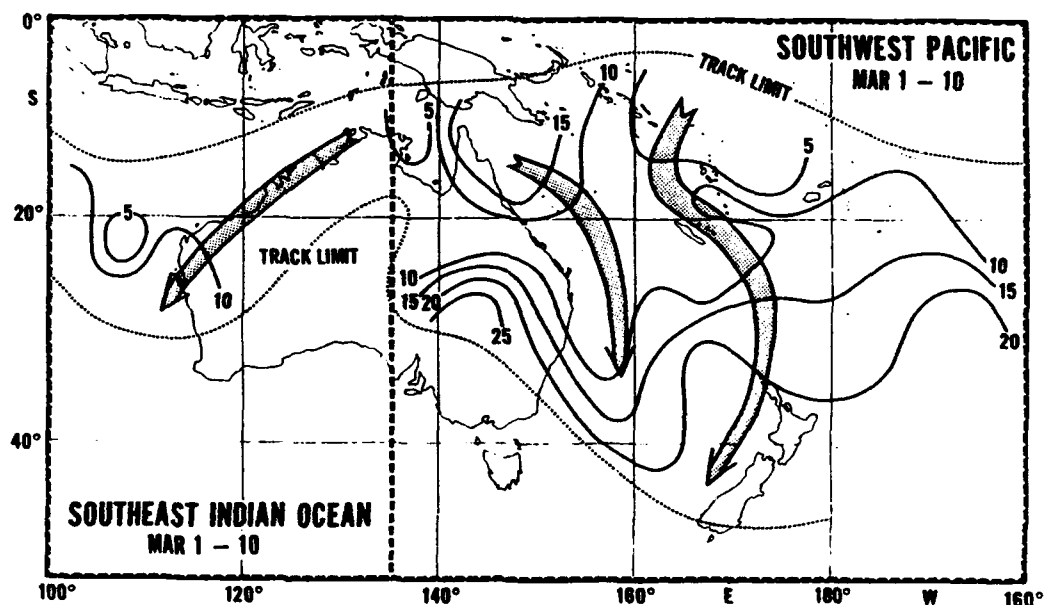 0°
S
20°
40°
SOUTHWEST PACIFIC
MAR 1 – 10
TRACK LIMIT
10
5
15
5
5
10
TRACK LIMIT
10
15
20
25
10
15
20
SOUTHEAST INDIAN OCEAN
MAR 1 – 10
100° 120° 140° 160° E 180° W 160°